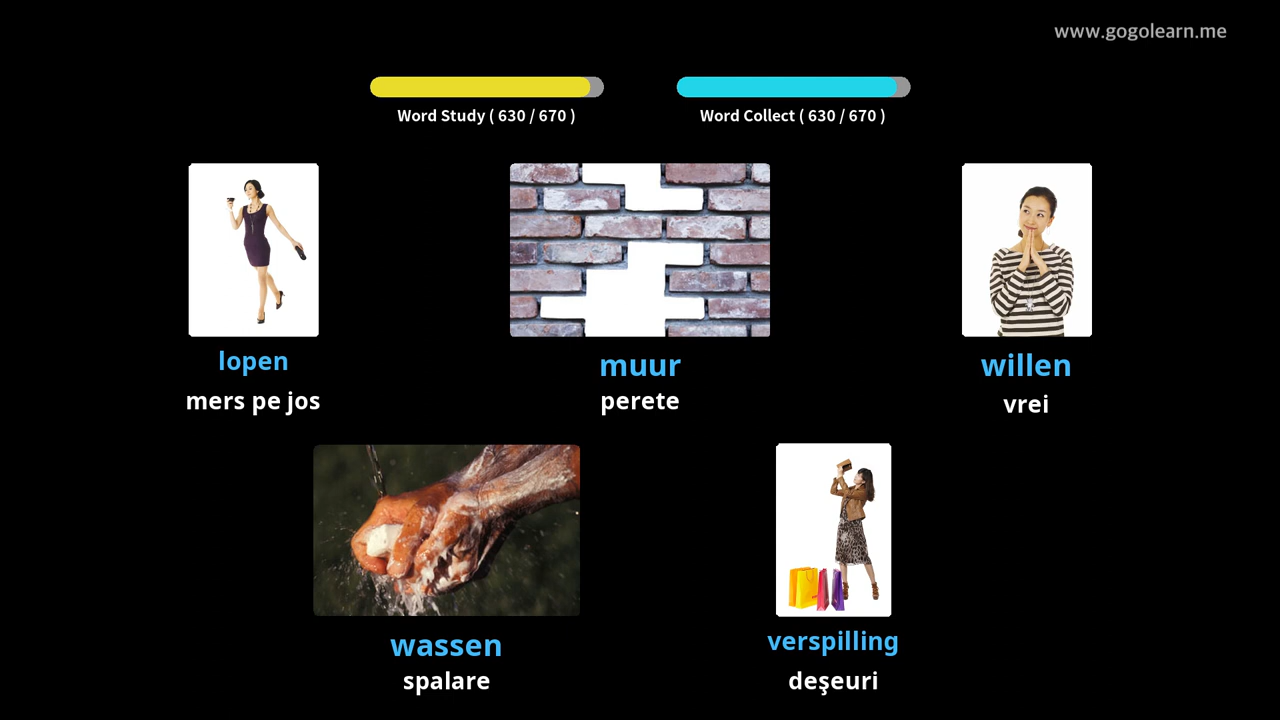 www.gogolearn.me
Word Study ( 630 / 670 )
Word Collect ( 630 / 670 )
lopen
mers pe jos
muur
perete
willen
vrei
wassen
spalare
verspilling
deşeuri